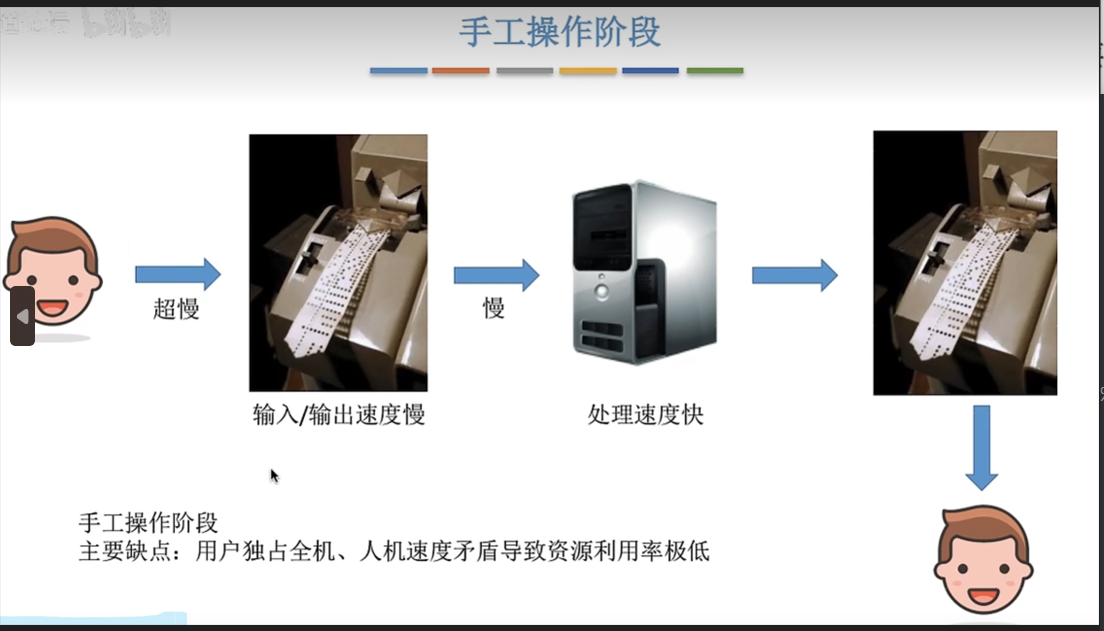 手工操作阶段
超慢
慢
输入/输出速度慢
处理速度快
手工操作阶段
主要缺点：用户独占全机、人机速度矛盾导致资源利用率极低